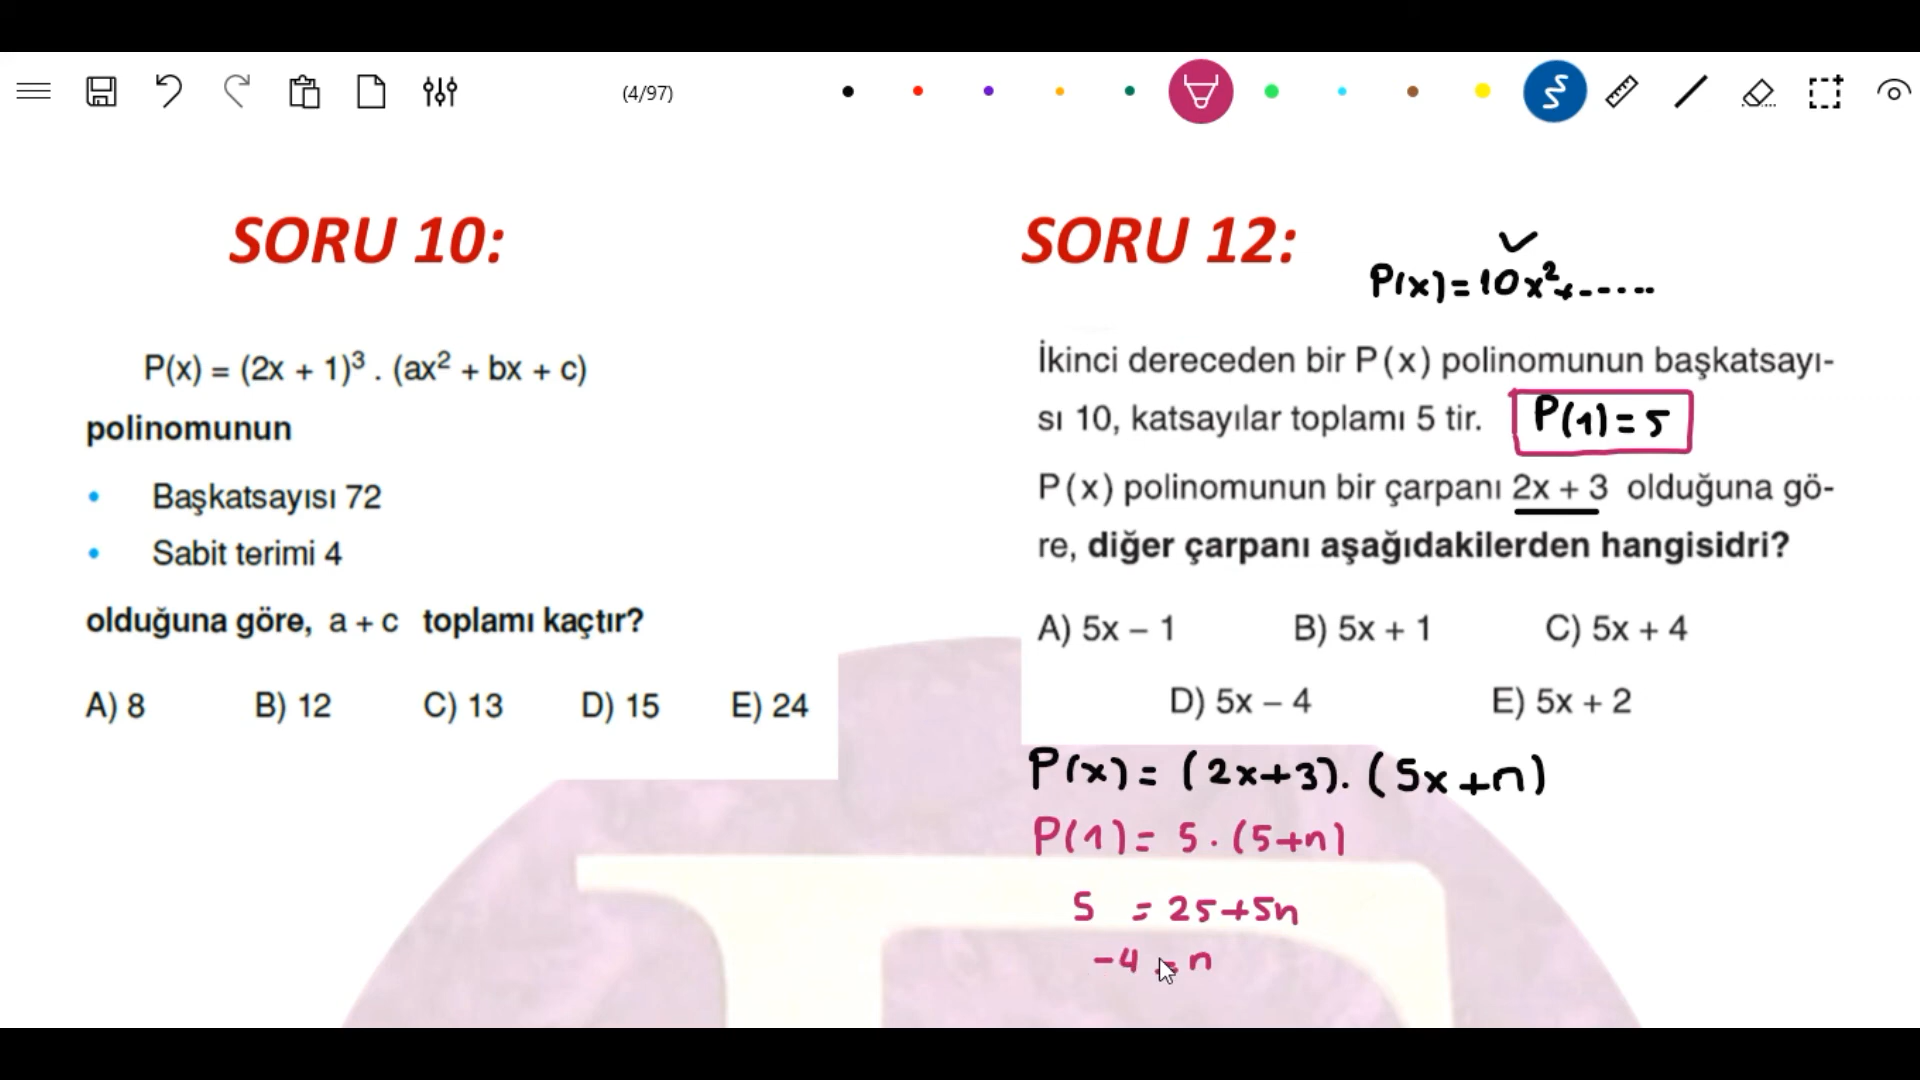 (4/97)
SORU 10:
P(x) = (2x + 1)³ . (ax² + bx + c)
polinomunun
• Başkatsayısı 72
• Sabit terimi 4
olduğuna göre, a + c toplamı kaçtır?
A) 8 B) 12 C) 13 D) 15 E) 24
SORU 12:
P(x) = 10x² + - - - - -
İkinci dereceden bir P(x) polinomunun başkatsayı-
sı 10, katsayılar toplamı 5 tir. P(1) = 5
P(x) polinomunun bir çarpanı 2x + 3 olduğuna gö-
re, diğer çarpanı aşağıdakilerden hangisidri?
A) 5x – 1 B) 5x + 1 C) 5x + 4
D) 5x – 4 E) 5x + 2
P(x) = (2x+3). (5x+n)
P(1) = 5 . (5+n)
5 = 25+5n
-4 = n